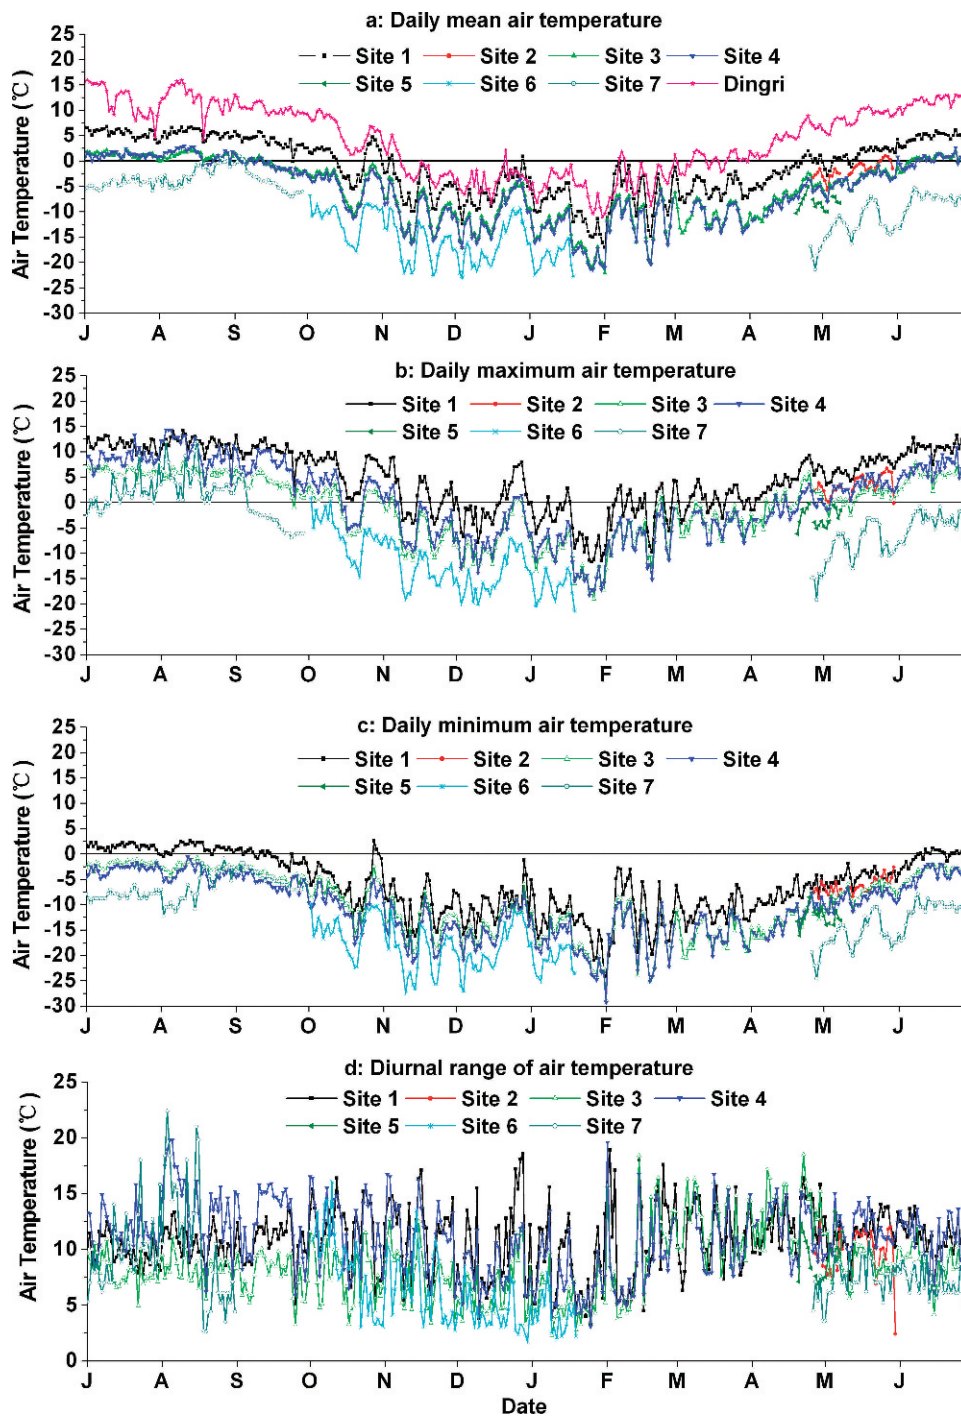 a: Daily mean air temperature
Site 1 Site 2 Site 3 Site 4
Site 5 Site 6 Site 7 Dingri
Air Temperature (℃)
25
20
15
10
5
0
-5
-10
-15
-20
-25
-30
J A S O N D J F M A M J
b: Daily maximum air temperature
Site 1 Site 2 Site 3 Site 4
Site 5 Site 6 Site 7
Air Temperature (℃)
25
20
15
10
5
0
-5
-10
-15
-20
-25
-30
J A S O N D J F M A M J
c: Daily minimum air temperature
Site 1 Site 2 Site 3 Site 4
Site 5 Site 6 Site 7
Air Temperature (℃)
25
20
15
10
5
0
-5
-10
-15
-20
-25
-30
J A S O N D J F M A M J
d: Diurnal range of air temperature
Site 1 Site 2 Site 3 Site 4
Site 5 Site 6 Site 7
Air Temperature (℃)
25
20
15
10
5
0
J A S O N D J F M A M J
Date